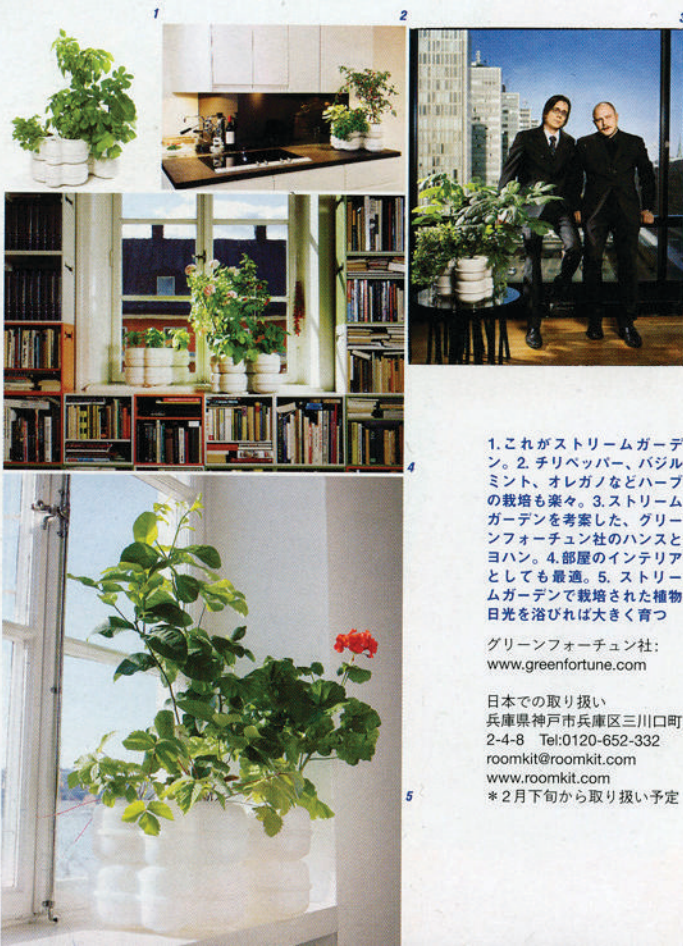 1
2
3
4
5
1.これがストリームガーデ
ン。2. チリペッパー、バジル
ミント、オレガノなどハーブ
の栽培も楽々。3.ストリーム
ガーデンを考案した、グリー
ンフォーチュン社のハンスと
ヨハン。4.部屋のインテリア
としても最適。5. ストリー
ムガーデンで栽培された植物
日光を浴びれば大きく育つ
グリーンフォーチュン社:
www.greenfortune.com
日本での取り扱い
兵庫県神戸市兵庫区三川口町
2-4-8 Tel:0120-652-332
roomkit@roomkit.com
www.roomkit.com
＊2月下旬から取り扱い予定